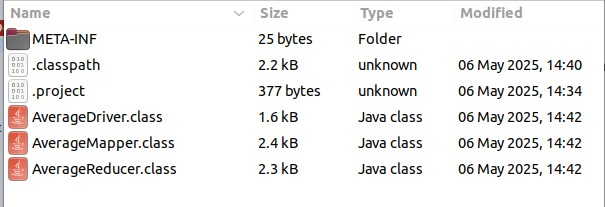 Name Size Type Modified
META-INF 25 bytes Folder
.classpath 2.2 kB unknown 06 May 2025, 14:40
.project 377 bytes unknown 06 May 2025, 14:34
AverageDriver.class 1.6 kB Java class 06 May 2025, 14:42
AverageMapper.class 2.4 kB Java class 06 May 2025, 14:42
AverageReducer.class 2.3 kB Java class 06 May 2025, 14:42